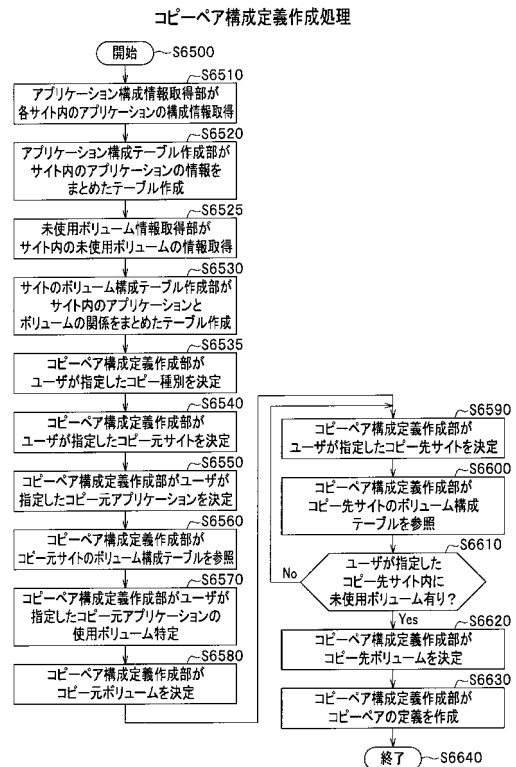 コピーペア構成定義作成処理
開始
S6500
S6510
アプリケーション構成情報取得部が
各サイト内のアプリケーションの構成情報取得
S6520
アプリケーション構成テーブル作成部が
サイト内のアプリケーションの情報を
まとめたテーブル作成
S6525
未使用ボリューム情報取得部が
サイト内の未使用ボリュームの情報取得
S6530
サイトのボリューム構成テーブル作成部が
サイト内のアプリケーションと
ボリュームの関係をまとめたテーブル作成
S6535
コピーペア構成定義作成部が
ユーザが指定したコピー種別を決定
S6540
コピーペア構成定義作成部が
ユーザが指定したコピー元サイトを決定
S6550
コピーペア構成定義作成部がユーザが
指定したコピー元アプリケーションを決定
S6560
コピーペア構成定義作成部が
コピー元サイトのボリューム構成テーブルを参照
S6570
コピーペア構成定義作成部がユーザが
指定したコピー元アプリケーションの
使用ボリューム特定
S6580
コピーペア構成定義作成部が
コピー元ボリュームを決定
S6590
コピーペア構成定義作成部が
ユーザが指定したコピー先サイトを決定
S6600
コピーペア構成定義作成部が
コピー先サイトのボリューム構成
テーブルを参照
S6610
ユーザが指定した
コピー先サイト内に
未使用ボリューム有り?
No
Yes
S6620
コピーペア構成定義作成部が
コピー先ボリュームを決定
S6630
コピーペア構成定義作成部が
コピーペアの定義を作成
終了
S6640